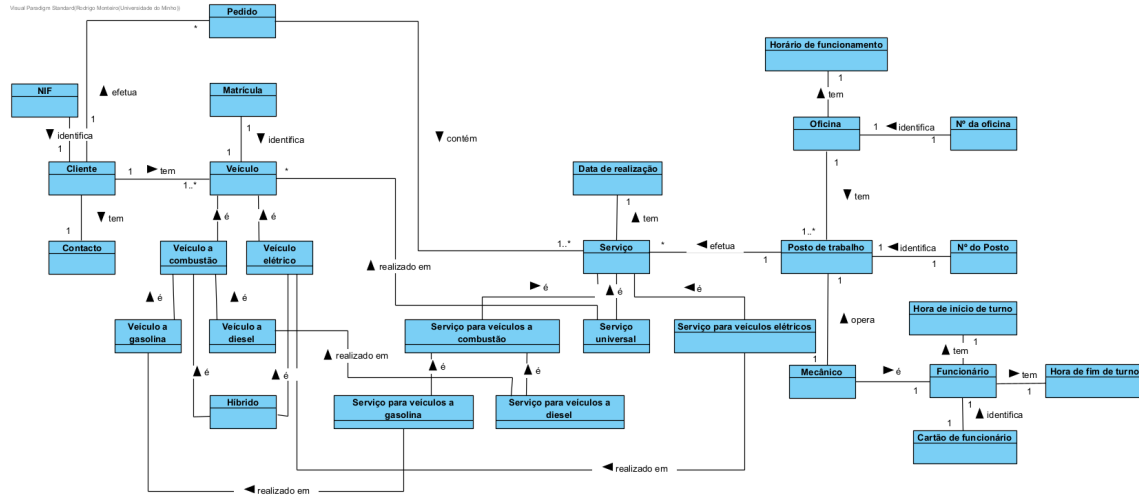 Visual Paradigm Standard(Rodrigo Monteiro(Universidade do Minho))
Pedido
*
*
Horário de funcionamento
1
tem
1
NIF
1
identifica
1
efetua
1
Matrícula
1
identifica
1
contém
Oficina
1
identifica
1
Nº da oficina
1
tem
1..*
Cliente
1
tem
1..*
Veículo
*
Data de realização
1
tem
1
tem
1
Contacto
é
é
Veículo a
combustão
Veículo
elétrico
realizado em
1..*
Serviço
*
efetua
1
Posto de trabalho
1
identifica
1
Nº do Posto
1
opera
1
é
é
é
é
é
Veículo a
gasolina
Veículo a
diesel
Serviço para veículos a
combustão
Serviço
universal
Serviço para veículos elétricos
Hora de início de turno
1
tem
1
realizado em
é
é
é
é
Mecânico
é
1
Funcionário
1
tem
1
Hora de fim de turno
1
identifica
1
Cartão de funcionário
Híbrido
Serviço para veículos a
gasolina
Serviço para veículos a
diesel
realizado em
realizado em